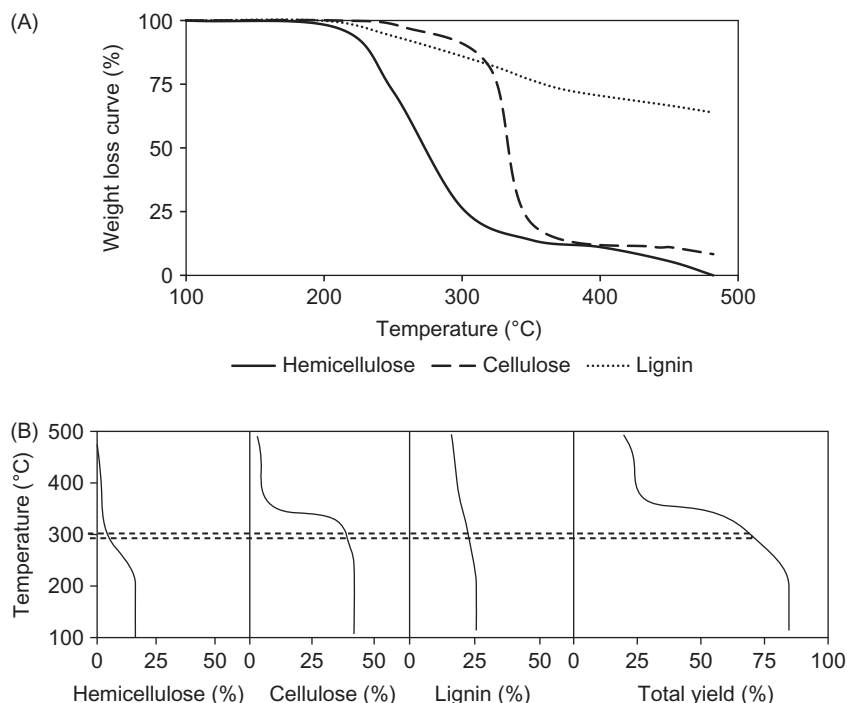 (A)
100
75
50
25
0
Weight loss curve (%)
100 200 300 400 500
Temperature (°C)
Hemicellulose Cellulose Lignin
(B)
500
400
300
200
100
Temperature (°C)
0 25 50 0 25 50 0 25 50 0 25 50 75 100
Hemicellulose (%) Cellulose (%) Lignin (%) Total yield (%)